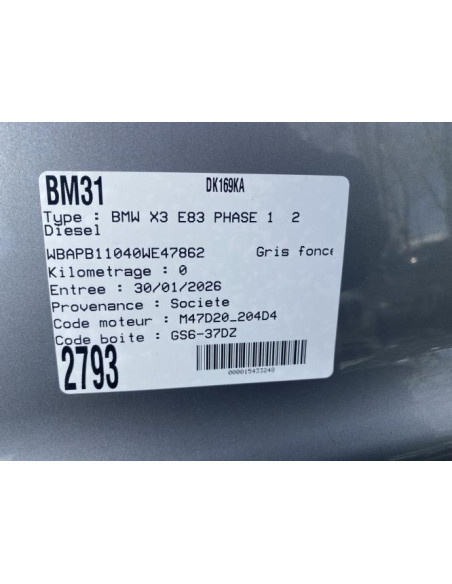 BM31 DK169KA
Type : BMW X3 E83 PHASE 1 2
Diesel
WBAPB11040WE47862 Gris fonce
Kilometrage : 0
Entree : 30/01/2026
Provenance : Societe
Code moteur : M47D20_204D4
Code boite : GS6-37DZ
2793
000015433240